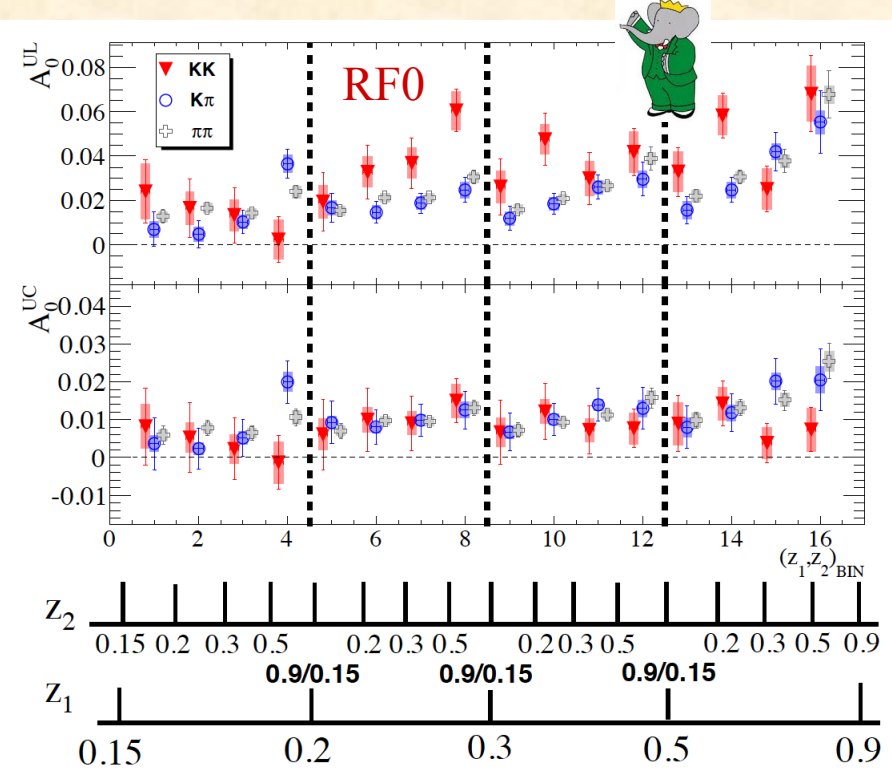 A₀^UL
0.08
0.06
0.04
0.02
0
KK
Kπ
ππ
RF0
A₀^UC
0.04
0.03
0.02
0.01
0
-0.01
0 2 4 6 8 10 12 14 16
(z₁,z₂)BIN
z₂
0.15 0.2 0.3 0.5 0.2 0.3 0.5 0.2 0.3 0.5 0.2 0.3 0.5 0.9
0.9/0.15 0.9/0.15 0.9/0.15
z₁
0.15 0.2 0.3 0.5 0.9